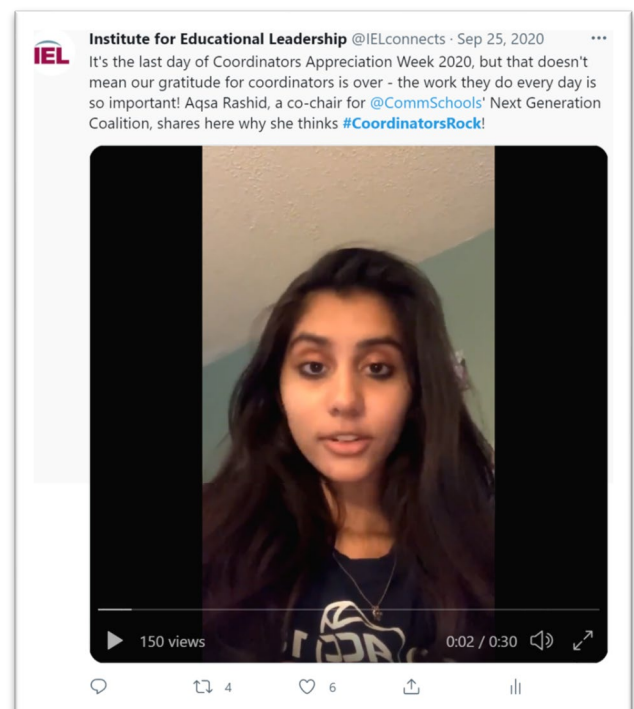 IEL
Institute for Educational Leadership @IELconnects · Sep 25, 2020 ···
It's the last day of Coordinators Appreciation Week 2020, but that doesn't
mean our gratitude for coordinators is over - the work they do every day is
so important! Aqsa Rashid, a co-chair for @CommSchools' Next Generation
Coalition, shares here why she thinks #CoordinatorsRock!
150 views
0:02 / 0:30
4
6